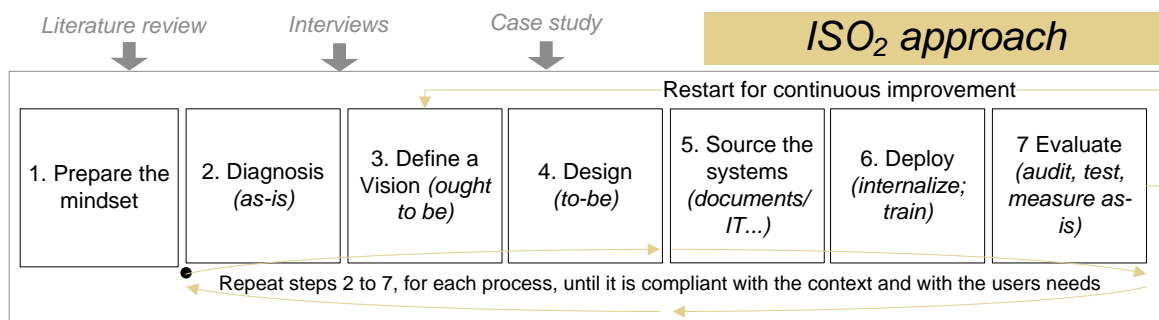 Literature review
Interviews
Case study
ISO₂ approach
Restart for continuous improvement
1. Prepare the
mindset
2. Diagnosis
(as-is)
3. Define a
Vision (ought
to be)
4. Design
(to-be)
5. Source the
systems
(documents/
IT...)
6. Deploy
(internalize;
train)
7 Evaluate
(audit, test,
measure as-
is)
Repeat steps 2 to 7, for each process, until it is compliant with the context and with the users needs